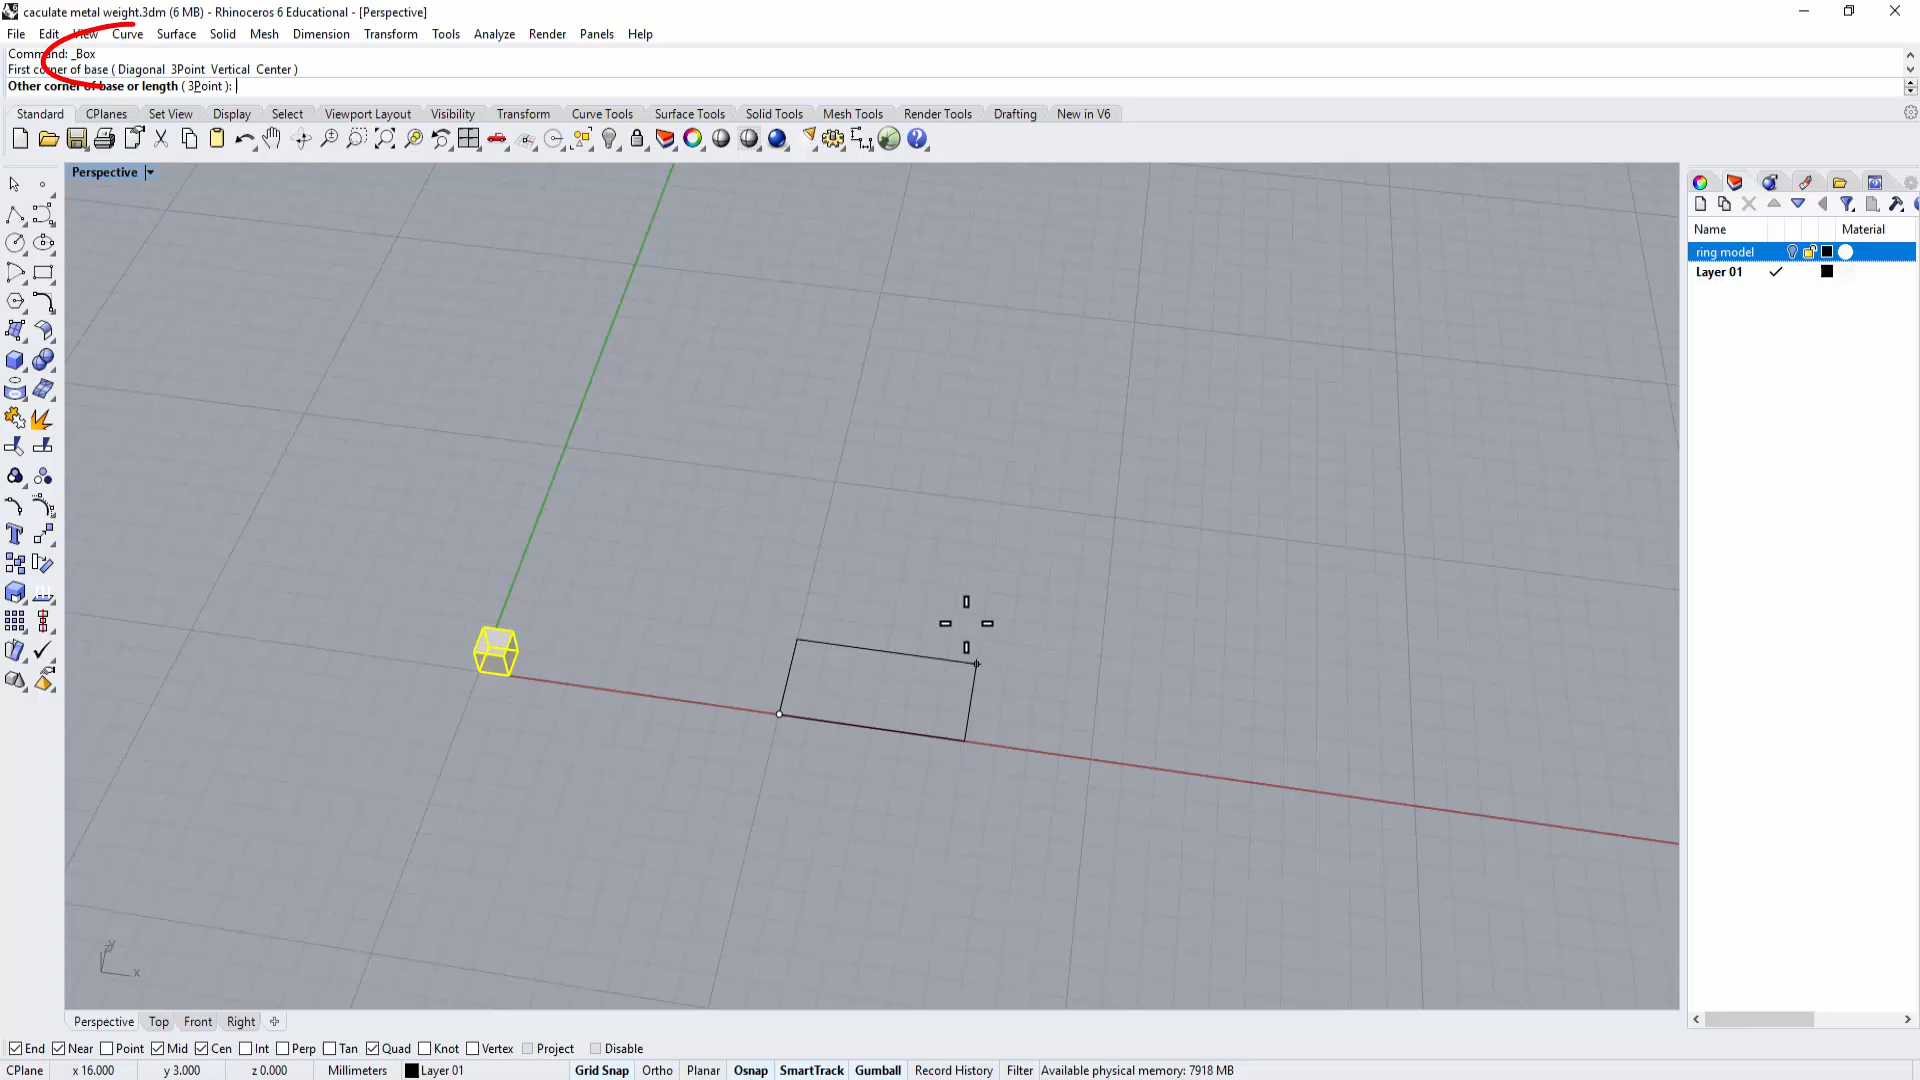 caculate metal weight.3dm (6 MB) - Rhinoceros 6 Educational - [Perspective]
File Edit View Curve Surface Solid Mesh Dimension Transform Tools Analyze Render Panels Help
Command: _Box
First corner of base ( Diagonal 3Point Vertical Center )
Other corner of base or length ( 3Point ):
Standard CPlanes Set View Display Select Viewport Layout Visibility Transform Curve Tools Surface Tools Solid Tools Mesh Tools Render Tools Drafting New in V6
Perspective
Name Material
ring model
Layer 01
y
x
Perspective Top Front Right
End Near Point Mid Cen Int Perp Tan Quad Knot Vertex Project Disable
CPlane x 16.000 y 3.000 z 0.000 Millimeters Layer 01 Grid Snap Ortho Planar Osnap SmartTrack Gumball Record History Filter Available physical memory: 7918 MB